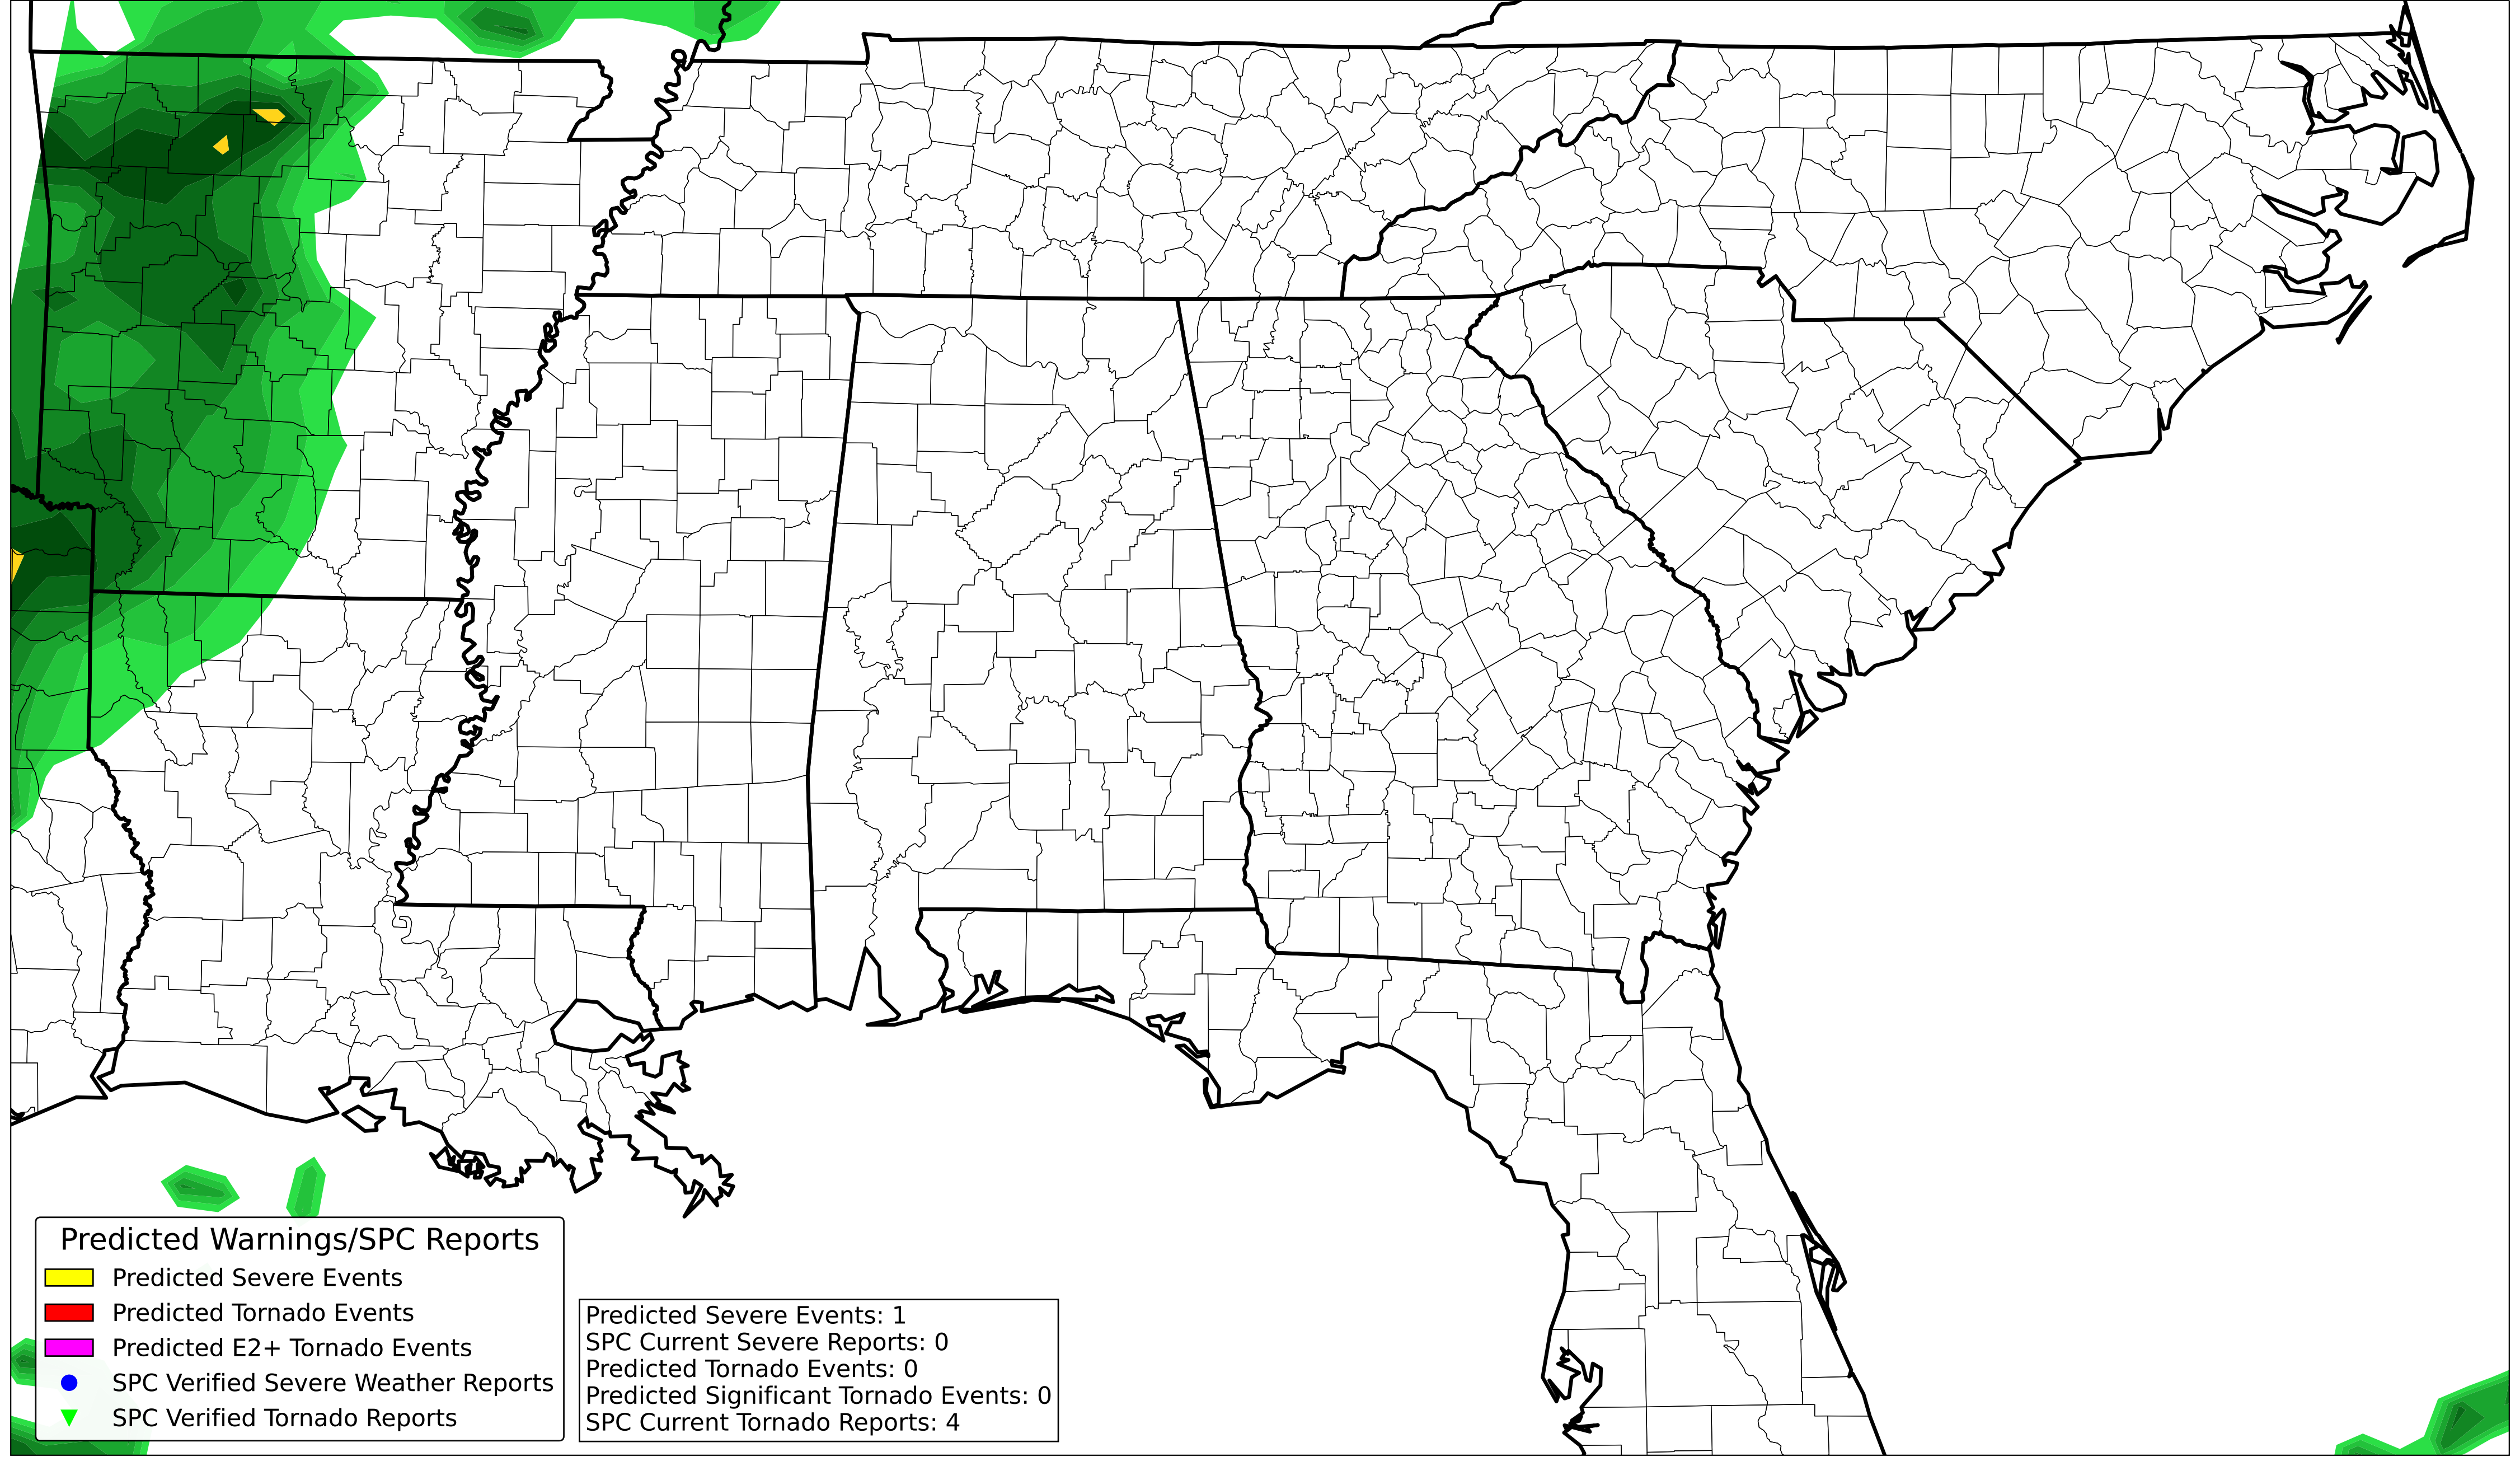 Predicted Warnings/SPC Reports
Predicted Severe Events
Predicted Tornado Events
Predicted E2+ Tornado Events
SPC Verified Severe Weather Reports
SPC Verified Tornado Reports
Predicted Severe Events: 1
SPC Current Severe Reports: 0
Predicted Tornado Events: 0
Predicted Significant Tornado Events: 0
SPC Current Tornado Reports: 4